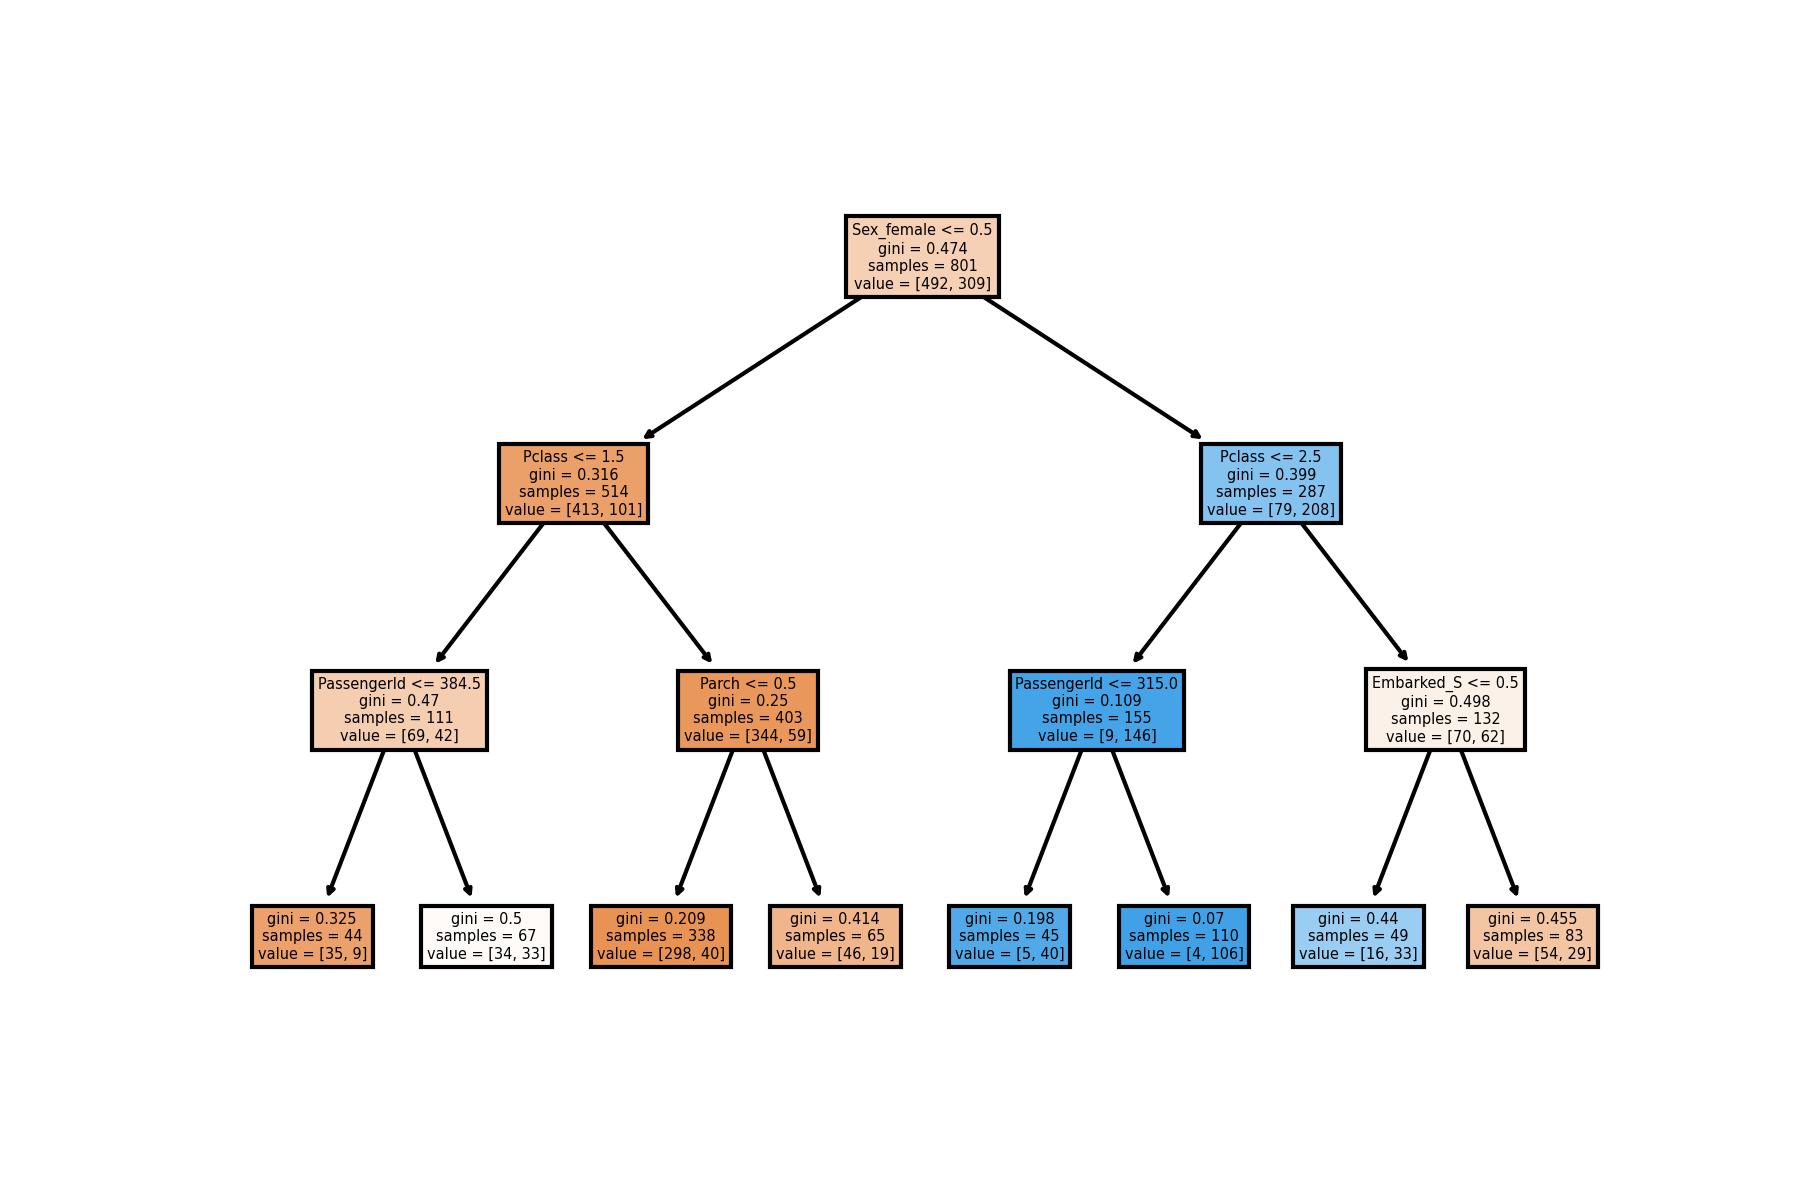 Sex_female <= 0.5
gini = 0.474
samples = 801
value = [492, 309]
Pclass <= 1.5
gini = 0.316
samples = 514
value = [413, 101]
Pclass <= 2.5
gini = 0.399
samples = 287
value = [79, 208]
PassengerId <= 384.5
gini = 0.47
samples = 111
value = [69, 42]
Parch <= 0.5
gini = 0.25
samples = 403
value = [344, 59]
PassengerId <= 315.0
gini = 0.109
samples = 155
value = [9, 146]
Embarked_S <= 0.5
gini = 0.498
samples = 132
value = [70, 62]
gini = 0.325
samples = 44
value = [35, 9]
gini = 0.5
samples = 67
value = [34, 33]
gini = 0.209
samples = 338
value = [298, 40]
gini = 0.414
samples = 65
value = [46, 19]
gini = 0.198
samples = 45
value = [5, 40]
gini = 0.07
samples = 110
value = [4, 106]
gini = 0.44
samples = 49
value = [16, 33]
gini = 0.455
samples = 83
value = [54, 29]